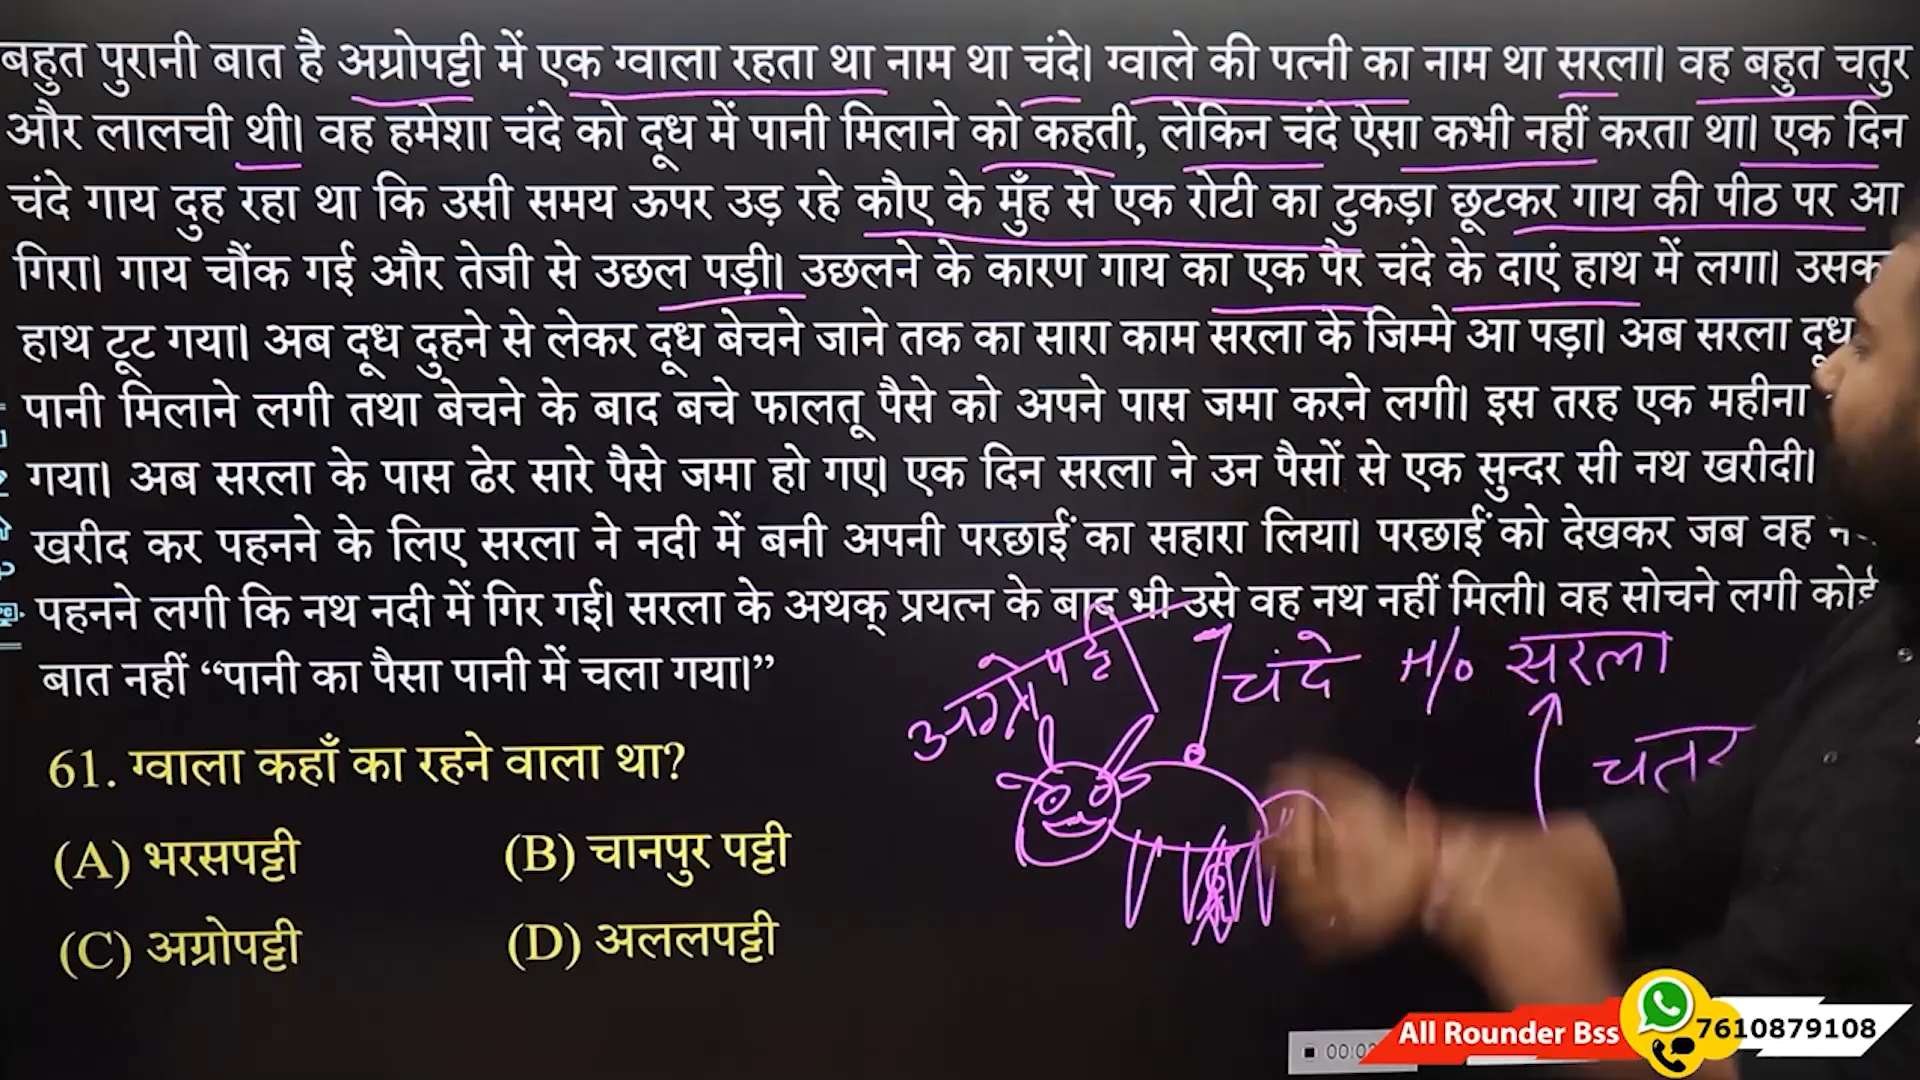 बहुत पुरानी बात है अग्रोपट्टी में एक ग्वाला रहता था नाम था चंदे। ग्वाले की पत्नी का नाम था सरला। वह बहुत चतुर
और लालची थी। वह हमेशा चंदे को दूध में पानी मिलाने को कहती, लेकिन चंदे ऐसा कभी नहीं करता था। एक दिन
चंदे गाय दुह रहा था कि उसी समय ऊपर उड़ रहे कौए के मुँह से एक रोटी का टुकड़ा छूटकर गाय की पीठ पर आ
गिरा। गाय चौंक गई और तेजी से उछल पड़ी। उछलने के कारण गाय का एक पैर चंदे के दाएं हाथ में लगा।
हाथ टूट गया। अब दूध दुहने से लेकर दूध बेचने जाने तक का सारा काम सरला के जिम्मे आ पड़ा। अब सरला दूध
पानी मिलाने लगी तथा बेचने के बाद बचे फालतू पैसे को अपने पास जमा करने लगी। इस तरह एक महीना
गया। अब सरला के पास ढेर सारे पैसे जमा हो गए। एक दिन सरला ने उन पैसों से एक सुन्दर सी नथ खरीदी।
खरीद कर पहनने के लिए सरला ने नदी में बनी अपनी परछाईं का सहारा लिया। परछाईं को देखकर जब वह
पहनने लगी कि नथ नदी में गिर गई। सरला के अथक् प्रयत्न के बाद भी उसे वह नथ नहीं मिली। वह सोचने लगी कोई
बात नहीं “पानी का पैसा पानी में चला गया।”
अग्रोपट्टी चंदे H/o सरला
चतुर
61. ग्वाला कहाँ का रहने वाला था?
(A) भरसपट्टी (B) चानपुर पट्टी
(C) अग्रोपट्टी (D) अललपट्टी
All Rounder Bss 7610879108